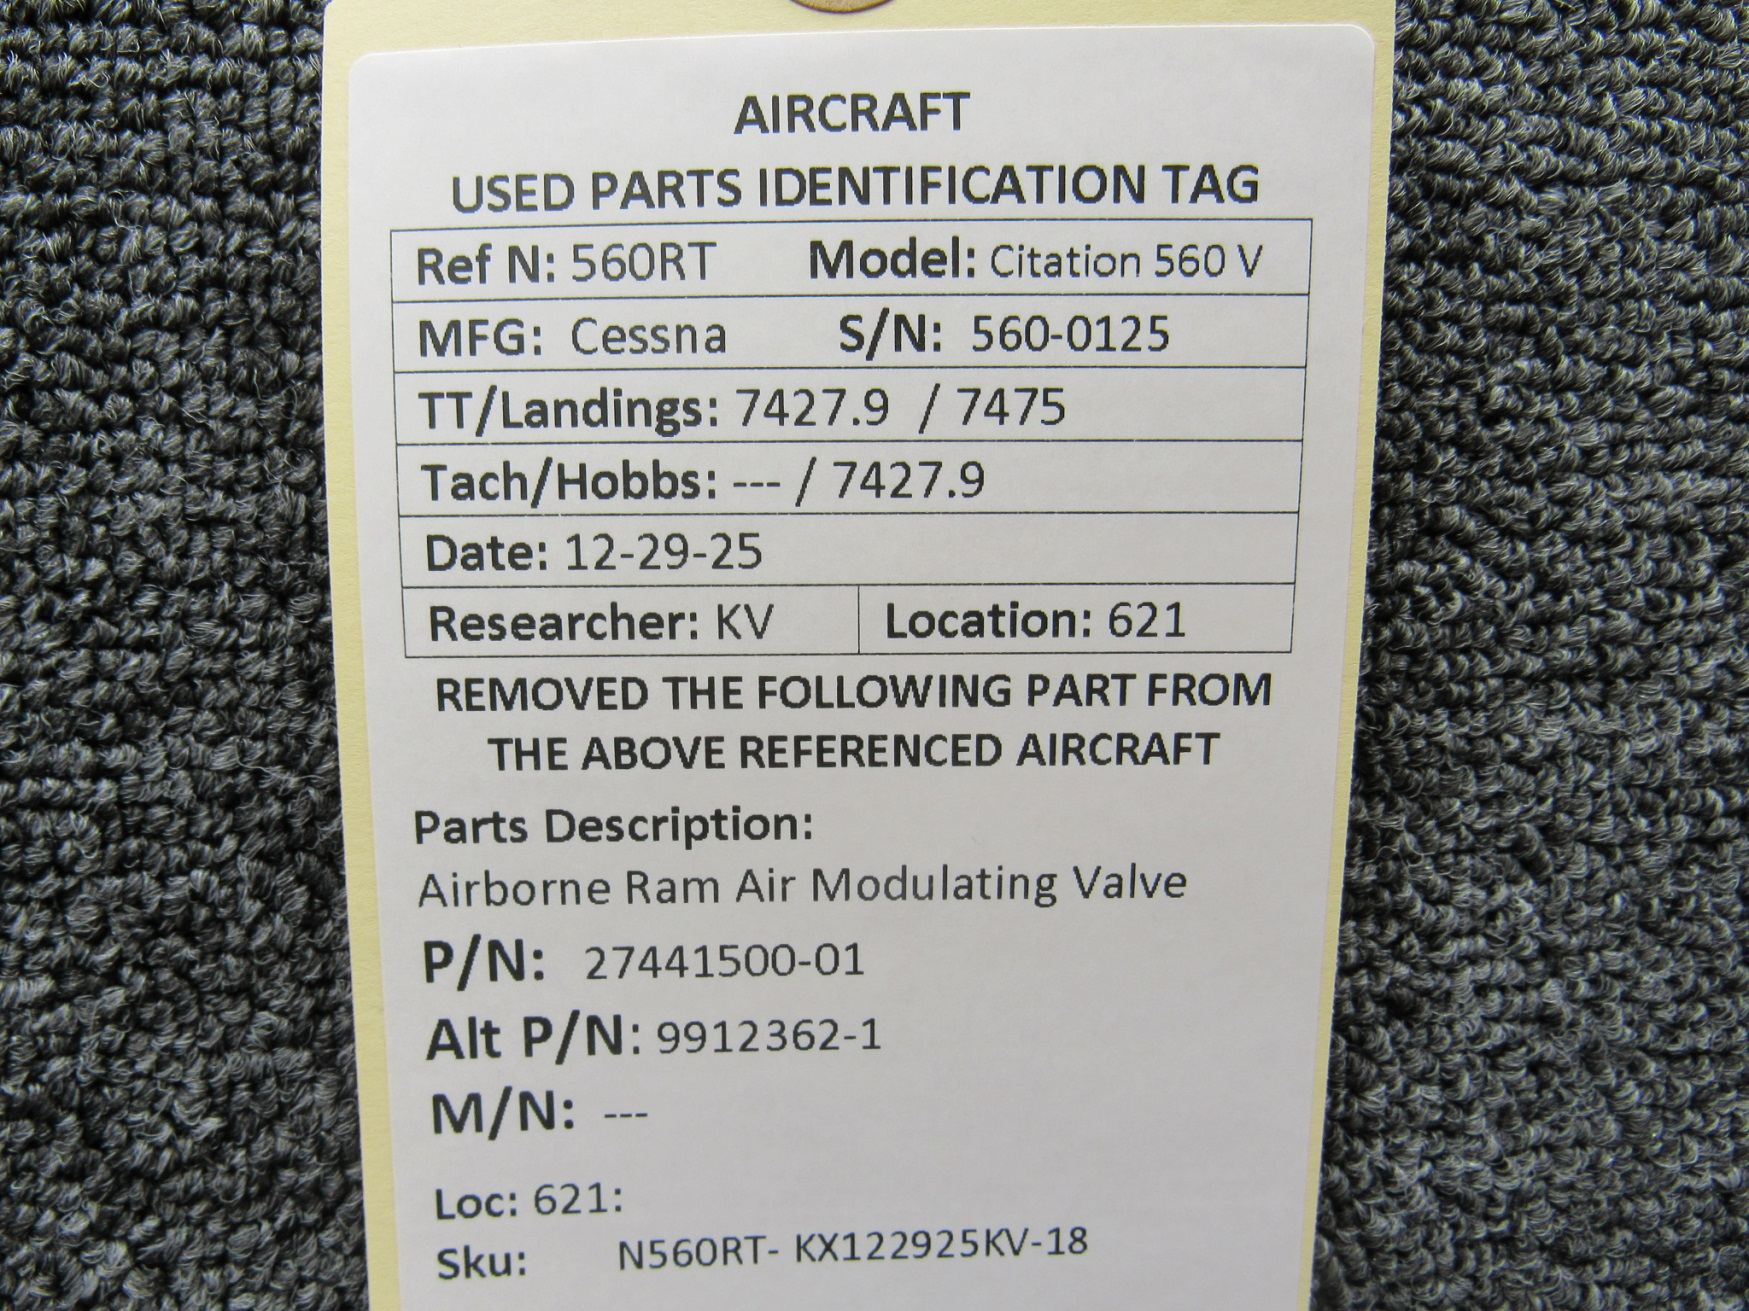 AIRCRAFT
USED PARTS IDENTIFICATION TAG
Ref N: 560RT Model: Citation 560 V
MFG: Cessna S/N: 560-0125
TT/Landings: 7427.9 / 7475
Tach/Hobbs: --- / 7427.9
Date: 12-29-25
Researcher: KV Location: 621
REMOVED THE FOLLOWING PART FROM
THE ABOVE REFERENCED AIRCRAFT
Parts Description:
Airborne Ram Air Modulating Valve
P/N: 27441500-01
Alt P/N: 9912362-1
M/N: ---
Loc: 621:
Sku: N560RT- KX122925KV-18